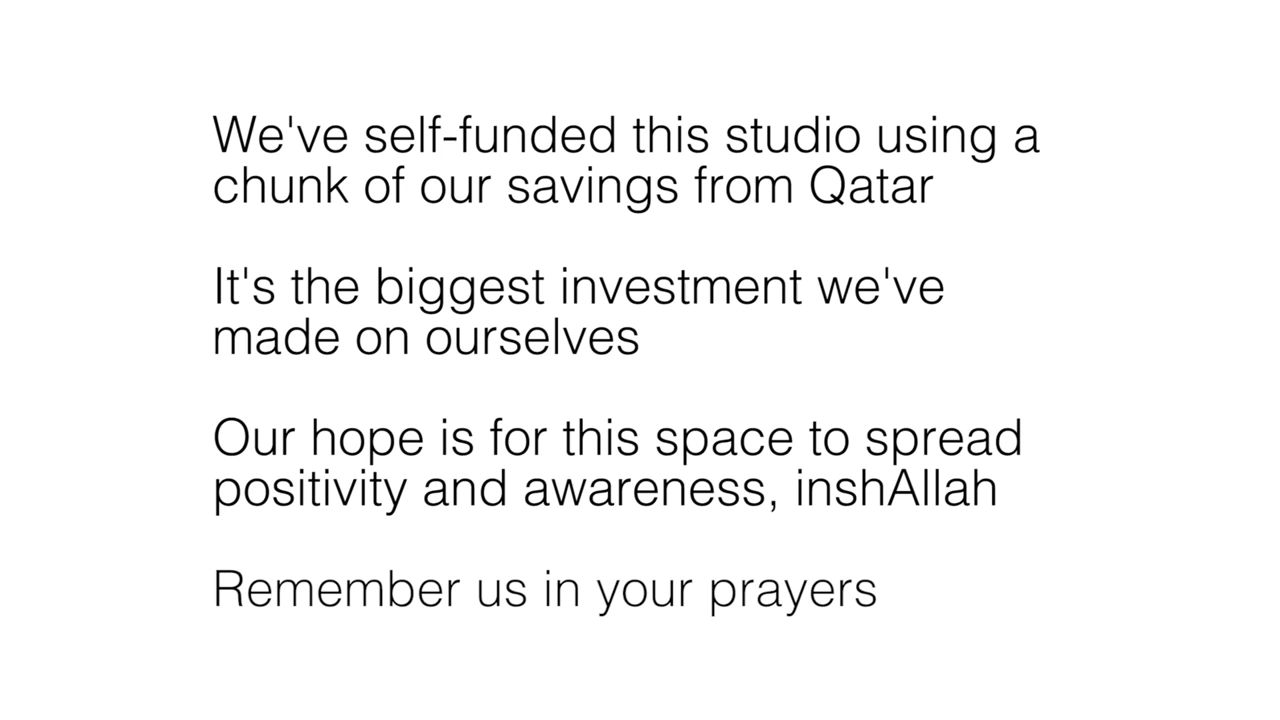 We've self-funded this studio using a
chunk of our savings from Qatar
It's the biggest investment we've
made on ourselves
Our hope is for this space to spread
positivity and awareness, inshAllah
Remember us in your prayers